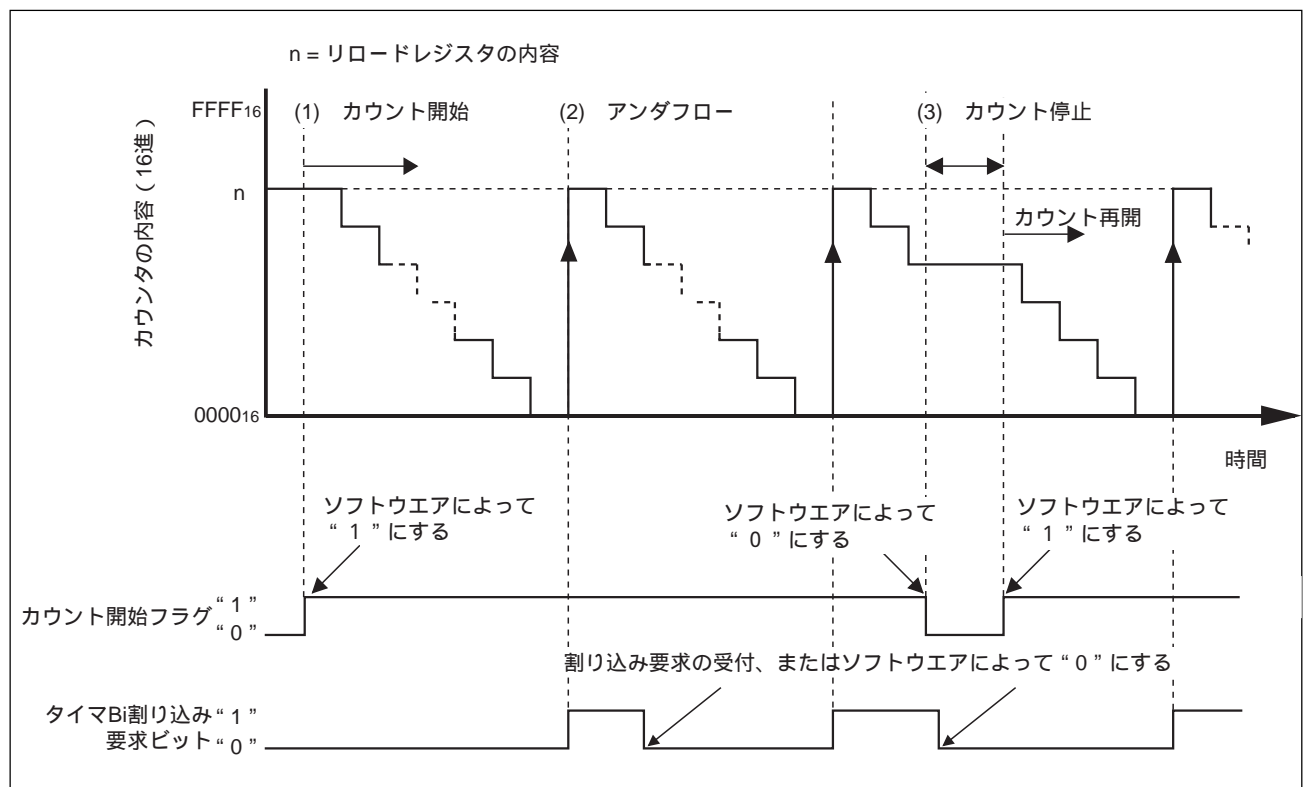 n = リロードレジスタの内容
FFFF16
(1) カウント開始
(2) アンダフロー
(3) カウント停止
カウンタの内容（16進）
n
カウント再開
000016
時間
ソフトウエアによって
“ 1 ” にする
ソフトウエアによって
“ 0 ” にする
ソフトウエアによって
“ 1 ” にする
カウント開始フラグ “ 1 ”
“ 0 ”
割り込み要求の受付、またはソフトウエアによって “ 0 ” にする
タイマBi割り込み “ 1 ”
要求ビット “ 0 ”